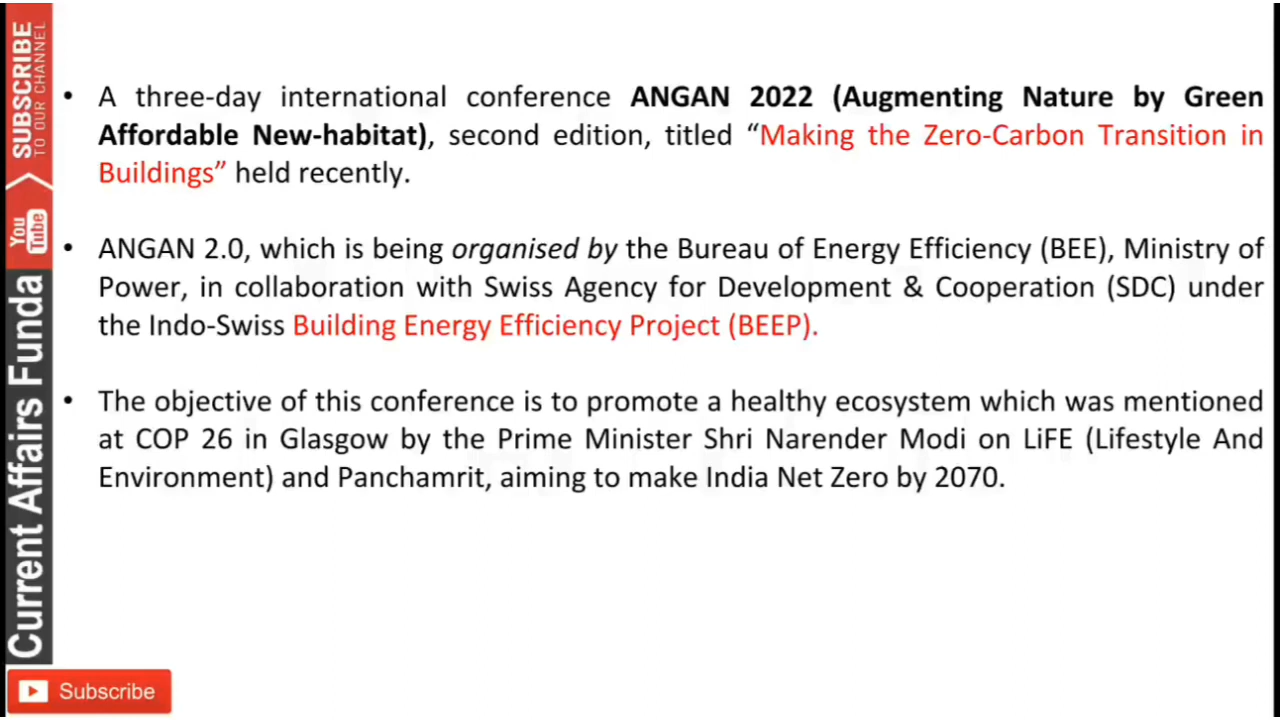 SUBSCRIBE
TO OUR CHANNEL
You
Tube
Current Affairs Funda
• A three-day international conference ANGAN 2022 (Augmenting Nature by Green
Affordable New-habitat), second edition, titled “Making the Zero-Carbon Transition in
Buildings” held recently.
• ANGAN 2.0, which is being organised by the Bureau of Energy Efficiency (BEE), Ministry of
Power, in collaboration with Swiss Agency for Development & Cooperation (SDC) under
the Indo-Swiss Building Energy Efficiency Project (BEEP).
• The objective of this conference is to promote a healthy ecosystem which was mentioned
at COP 26 in Glasgow by the Prime Minister Shri Narender Modi on LiFE (Lifestyle And
Environment) and Panchamrit, aiming to make India Net Zero by 2070.
Subscribe